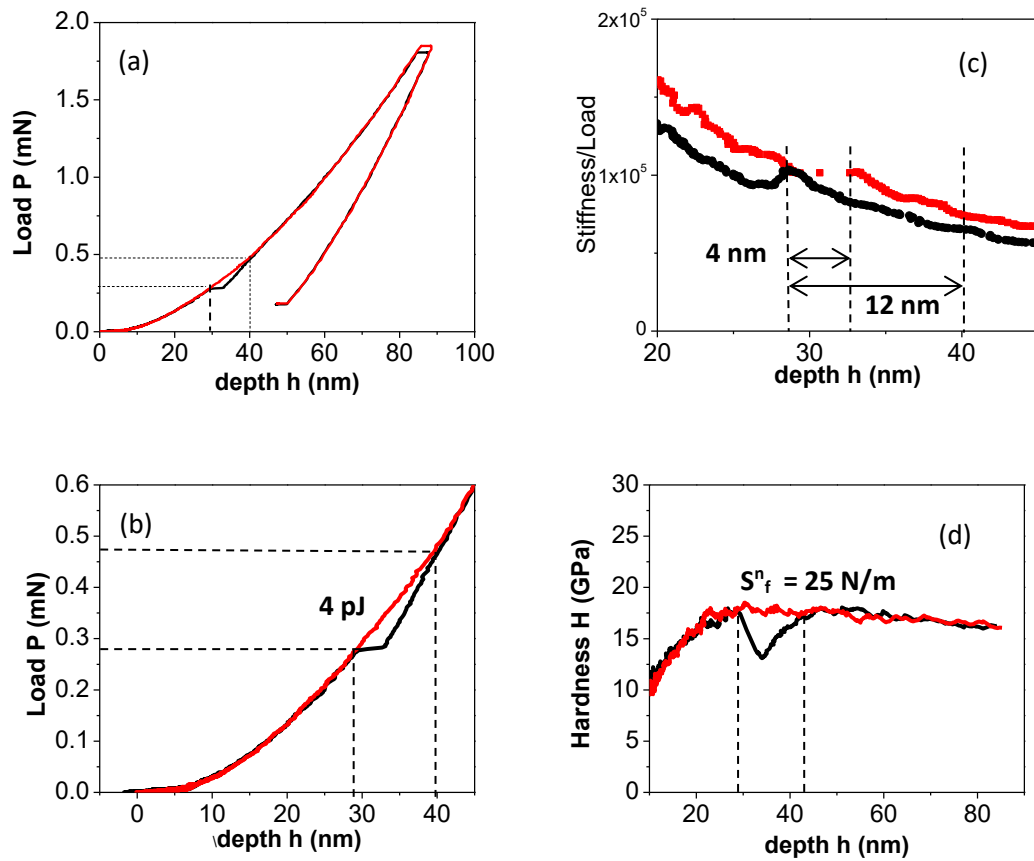 (a)
Load P (mN)
2.0
1.5
1.0
0.5
0.0
0 20 40 60 80 100
depth h (nm)
(c)
Stiffness/Load
2x10⁵
1x10⁵
0
4 nm
12 nm
20 30 40
depth h (nm)
(b)
Load P (mN)
0.6
0.5
0.4
0.3
0.2
0.1
0.0
4 pJ
0 10 20 30 40
\depth h (nm)
(d)
Hardness H (GPa)
30
25
20
15
10
5
0
Sⁿf = 25 N/m
20 40 60 80
depth h (nm)